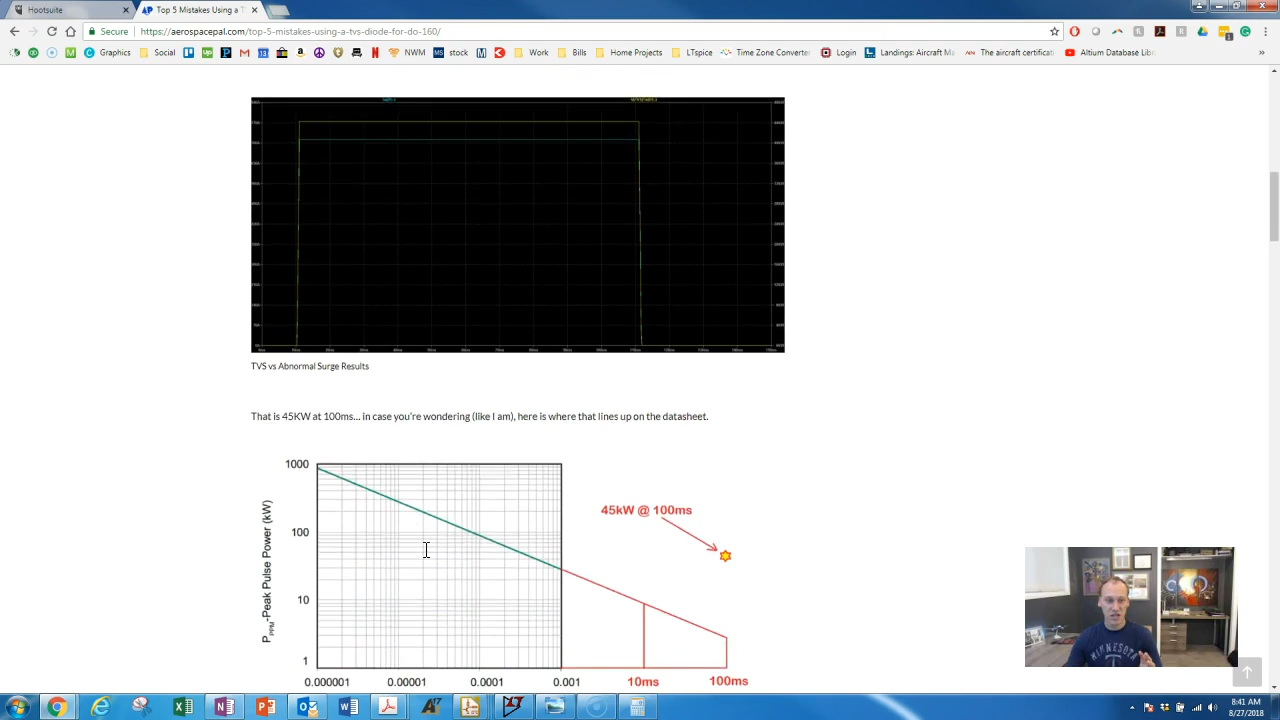 Hootsuite
Top 5 Mistakes Using a T
Secure
https://aerospacepal.com/top-5-mistakes-using-a-tvs-diode-for-do-160/
Graphics
Social
NWM
stock
Work
Bills
Home Projects
LTspice
Time Zone Converter
Login
Landings: Aircraft Ma
The aircraft certificati
Altium Database Libr
TVS vs Abnormal Surge Results
That is 45KW at 100ms... in case you're wondering (like I am), here is where that lines up on the datasheet.
1000
100
10
1
PPPM-Peak Pulse Power (kW)
45kW @ 100ms
0.000001
0.00001
0.0001
0.001
10ms
100ms
MINNESOTA
8:41 AM
8/27/2018